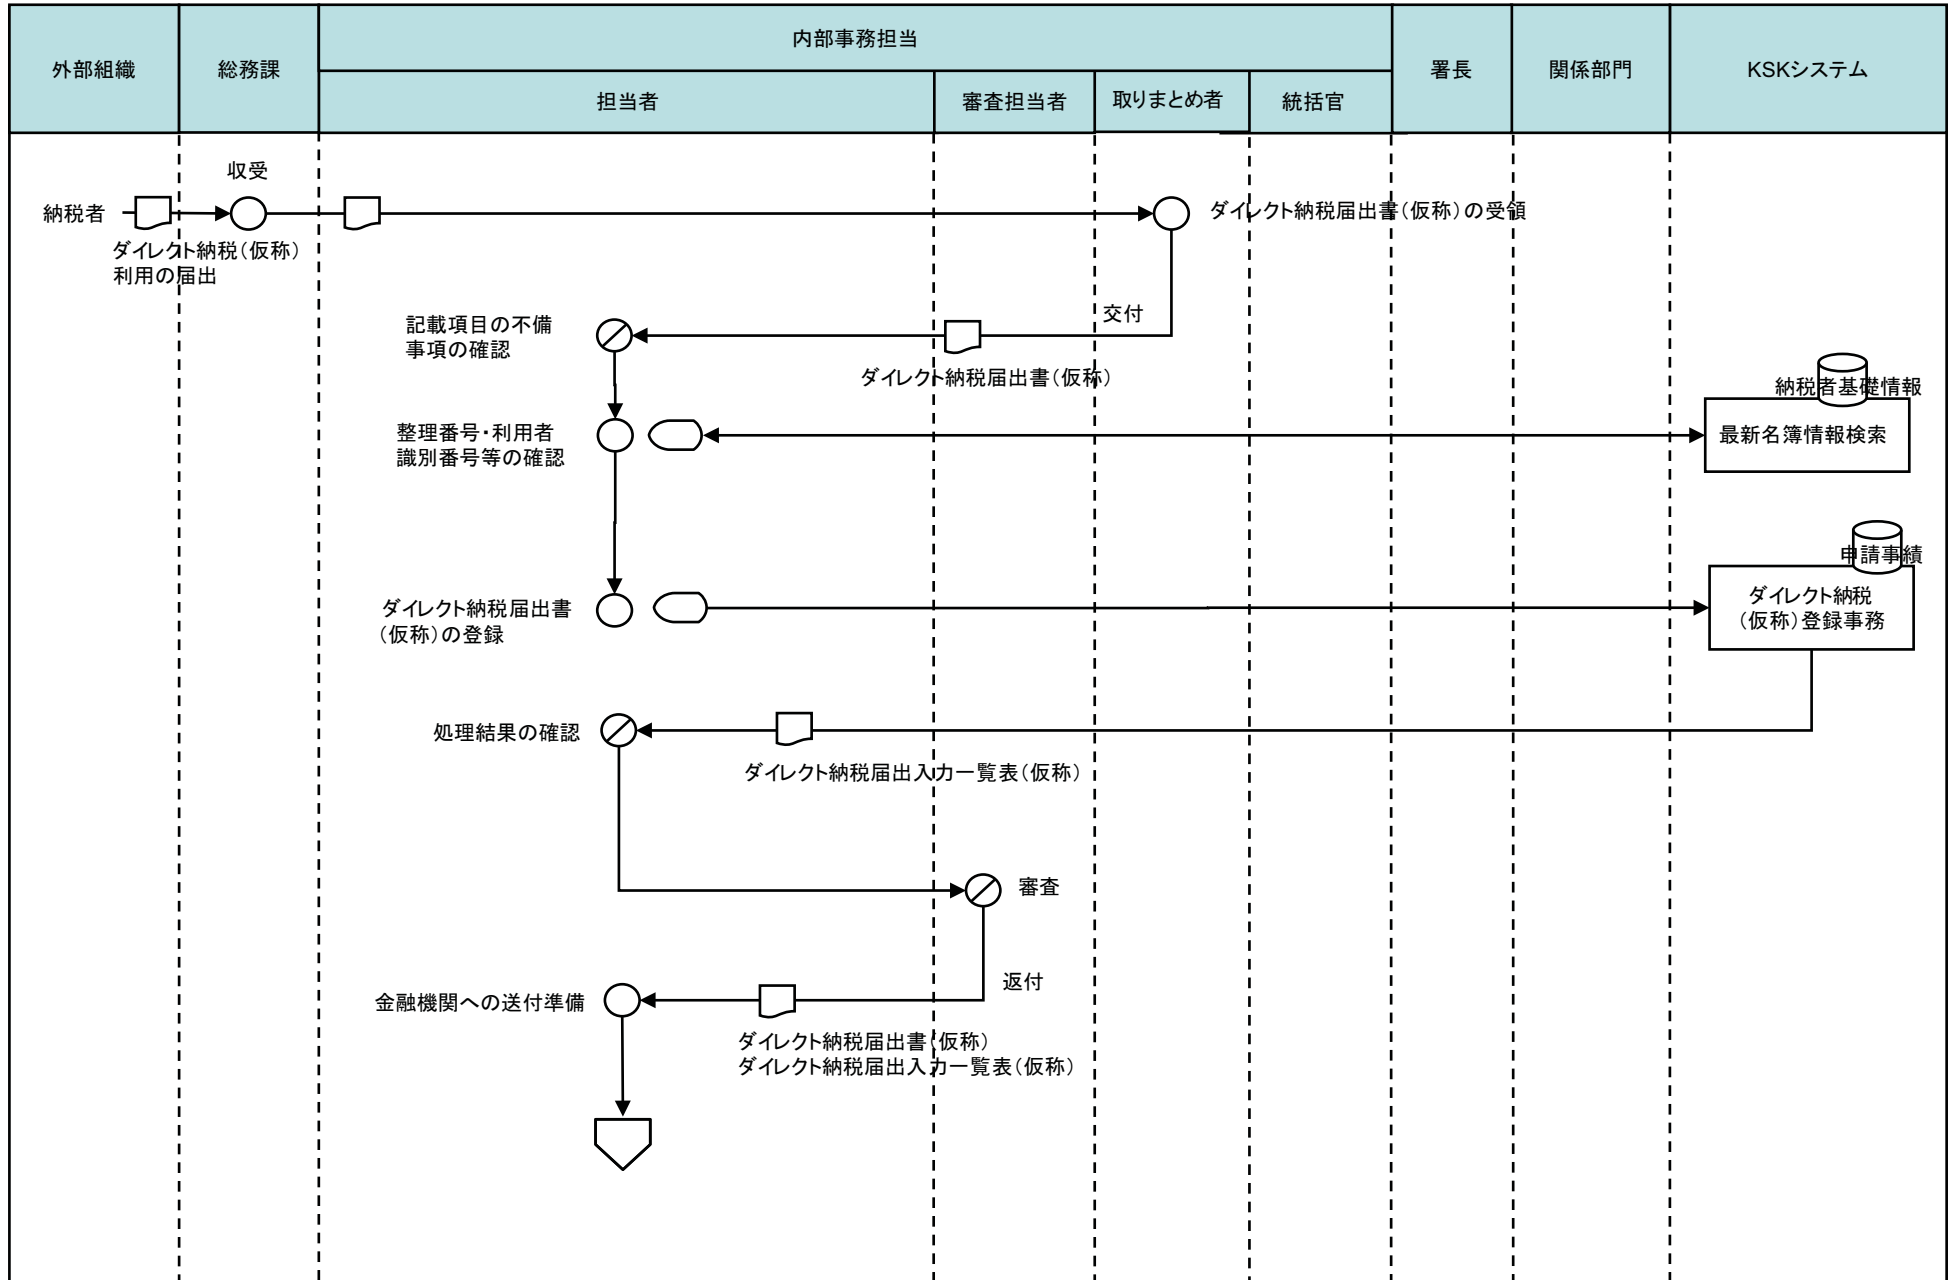 外部組織
総務課
内部事務担当
署長
関係部門
KSKシステム
担当者
審査担当者
取りまとめ者
統括官
収受
納税者
ダイレクト納税届出書(仮称)の受領
ダイレクト納税(仮称)
利用の届出
交付
記載項目の不備
事項の確認
ダイレクト納税届出書(仮称)
納税者基礎情報
整理番号・利用者
識別番号等の確認
最新名簿情報検索
申請事績
ダイレクト納税届出書
(仮称)の登録
ダイレクト納税
(仮称)登録事務
処理結果の確認
ダイレクト納税届出入力一覧表(仮称)
審査
返付
金融機関への送付準備
ダイレクト納税届出書(仮称)
ダイレクト納税届出入力一覧表(仮称)